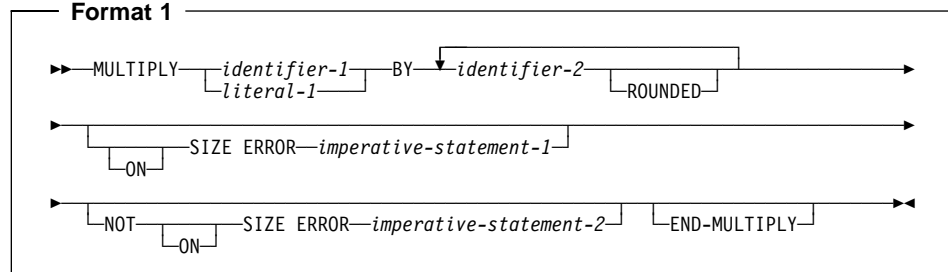 Format 1
MULTIPLY identifier-1 BY identifier-2
literal-1 ROUNDED
SIZE ERROR imperative-statement-1
ON
NOT SIZE ERROR imperative-statement-2 END-MULTIPLY
ON